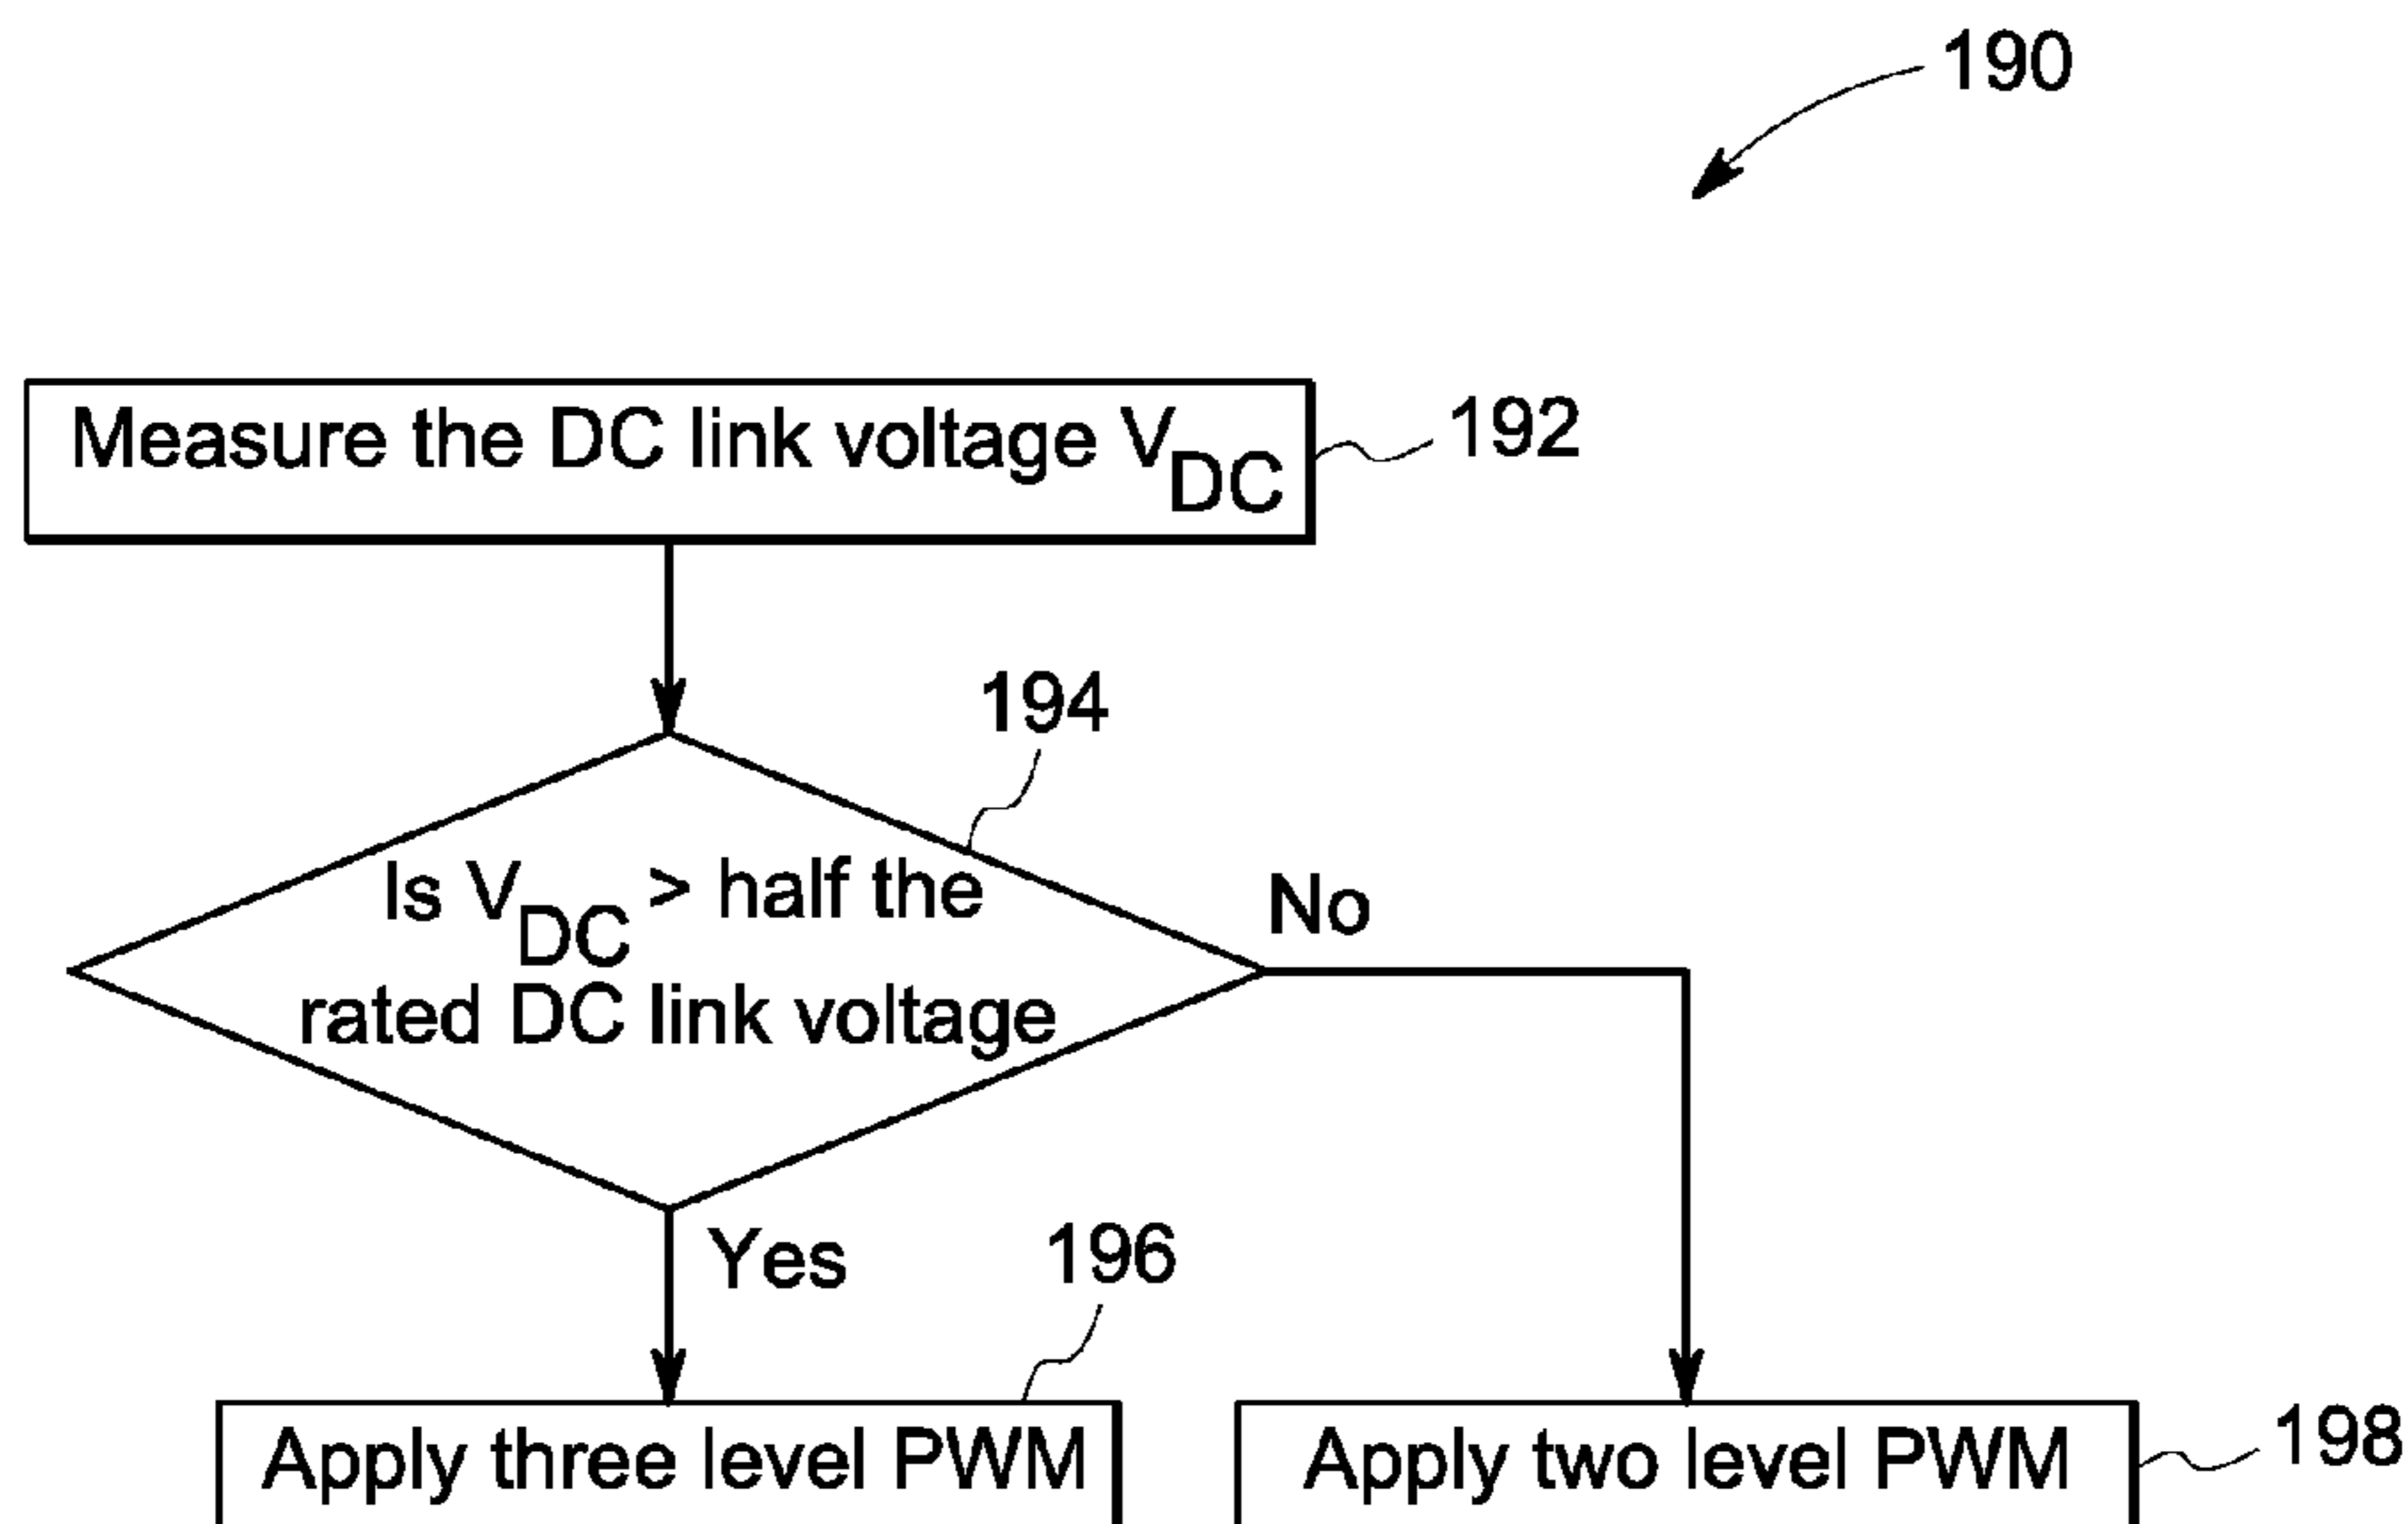 190
Measure the DC link voltage VDC
192
194
Is VDC > half the
rated DC link voltage
No
Yes
196
Apply three level PWM
Apply two level PWM
198